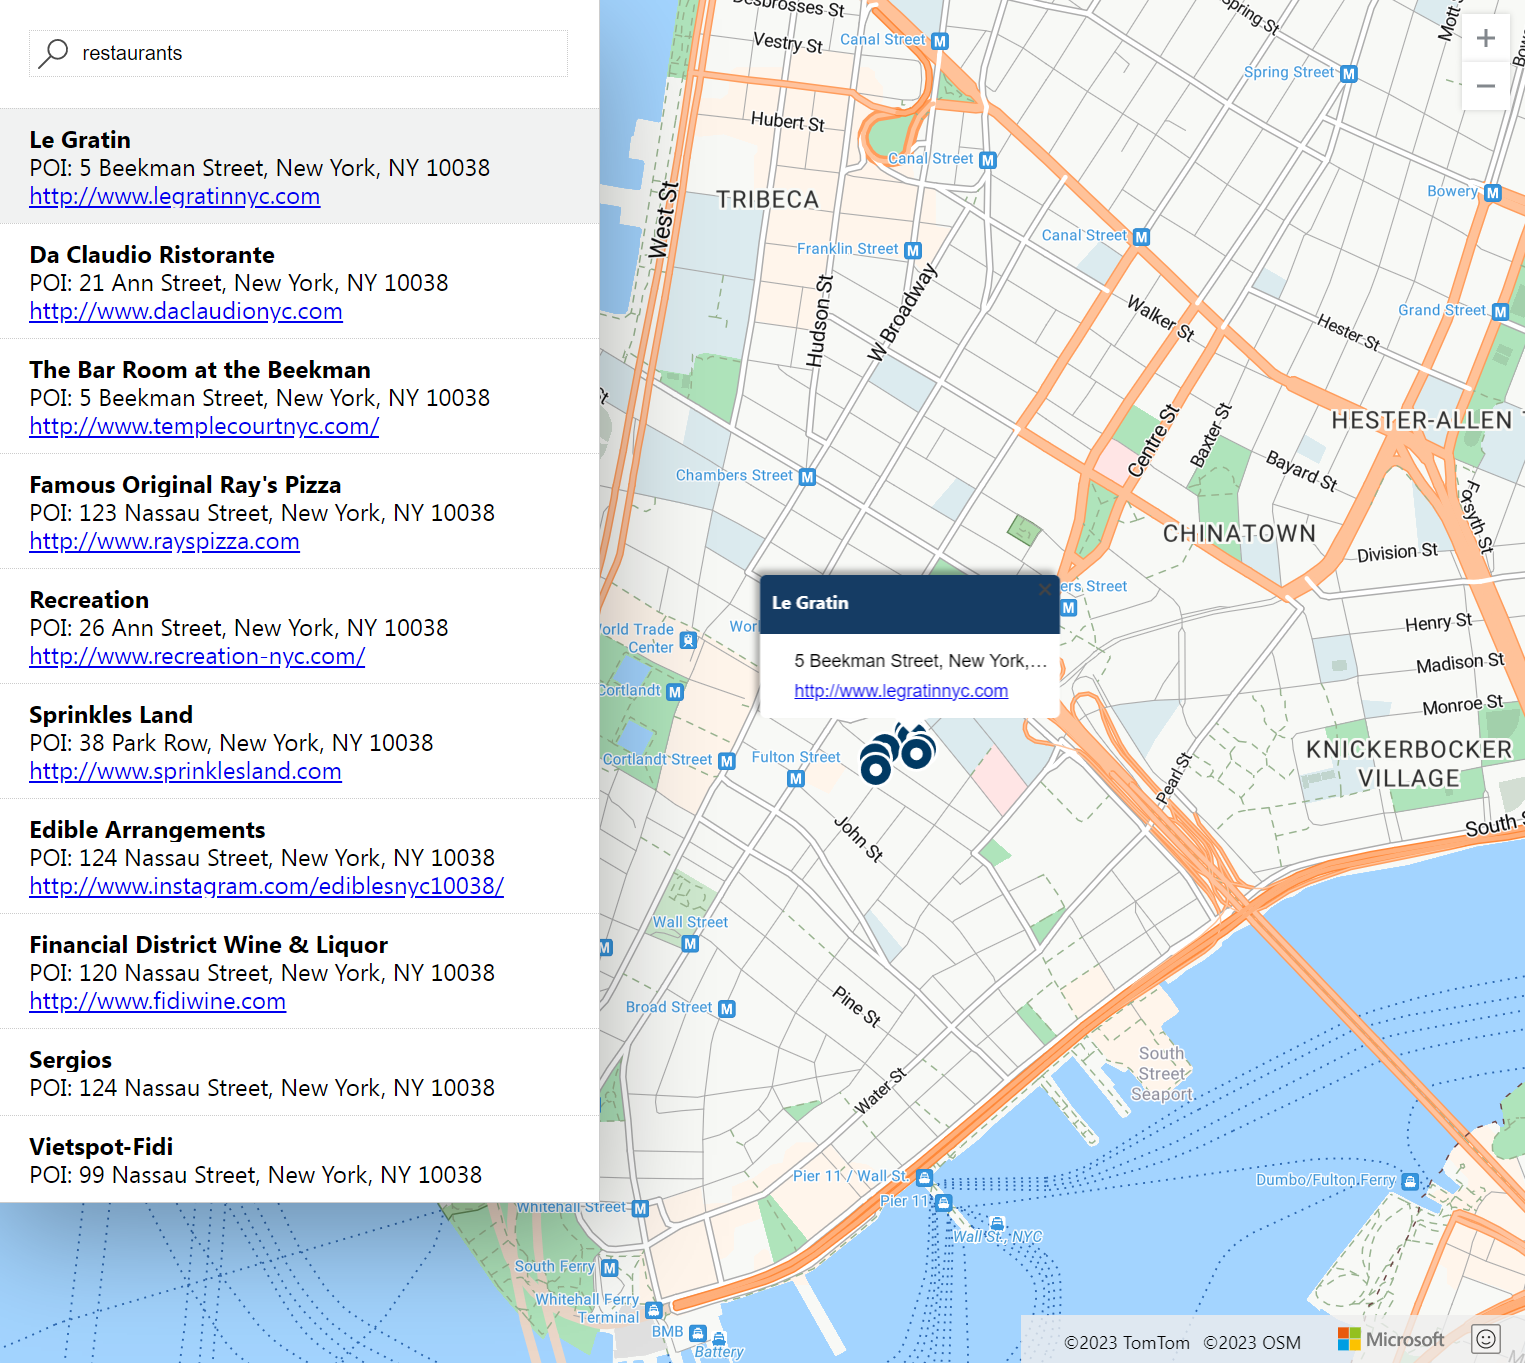 restaurants
Le Gratin
POI: 5 Beekman Street, New York, NY 10038
http://www.legratinnyc.com
Da Claudio Ristorante
POI: 21 Ann Street, New York, NY 10038
http://www.daclaudionyc.com
The Bar Room at the Beekman
POI: 5 Beekman Street, New York, NY 10038
http://www.templecourtnyc.com/
Famous Original Ray's Pizza
POI: 123 Nassau Street, New York, NY 10038
http://www.rayspizza.com
Recreation
POI: 26 Ann Street, New York, NY 10038
http://www.recreation-nyc.com/
Sprinkles Land
POI: 38 Park Row, New York, NY 10038
http://www.sprinklesland.com
Edible Arrangements
POI: 124 Nassau Street, New York, NY 10038
http://www.instagram.com/ediblesnyc10038/
Financial District Wine & Liquor
POI: 120 Nassau Street, New York, NY 10038
http://www.fidiwine.com
Sergios
POI: 124 Nassau Street, New York, NY 10038
Vietspot-Fidi
POI: 99 Nassau Street, New York, NY 10038
Desbrosses St
Vestry St
Canal Street M
Spring St
Mott
Spring Street M
Hubert St
Canal Street M
TRIBECA
West St
Bowery M
Canal Street M
Franklin Street M
Hudson St
W Broadway
Walker St
Grand Street M
Hester St
HESTER-ALLEN
Centre St
Baxter St
Bayard St
Chambers Street M
Forsyth St
CHINATOWN
Division St
ers Street
M
Le Gratin
5 Beekman Street, New York,...
http://www.legratinnyc.com
orld Trade
Center
Wor
Henry St
Madison St
Monroe St
Cortlandt M
KNICKERBOCKER
VILLAGE
Cortlandt Street M
Fulton Street
M
Pearl St
South S
John St
Wall Street
M
M
Broad Street M
Pine St
South
Street
Seaport
Water St
Pier 11 / Wall St.
Pier 11
Wall St., NYC
Dumbo/Fulton Ferry
Whitehall Street M
South Ferry M
Whitehall Ferry
Terminal
BMB
Battery
©2023 TomTom ©2023 OSM
Microsoft